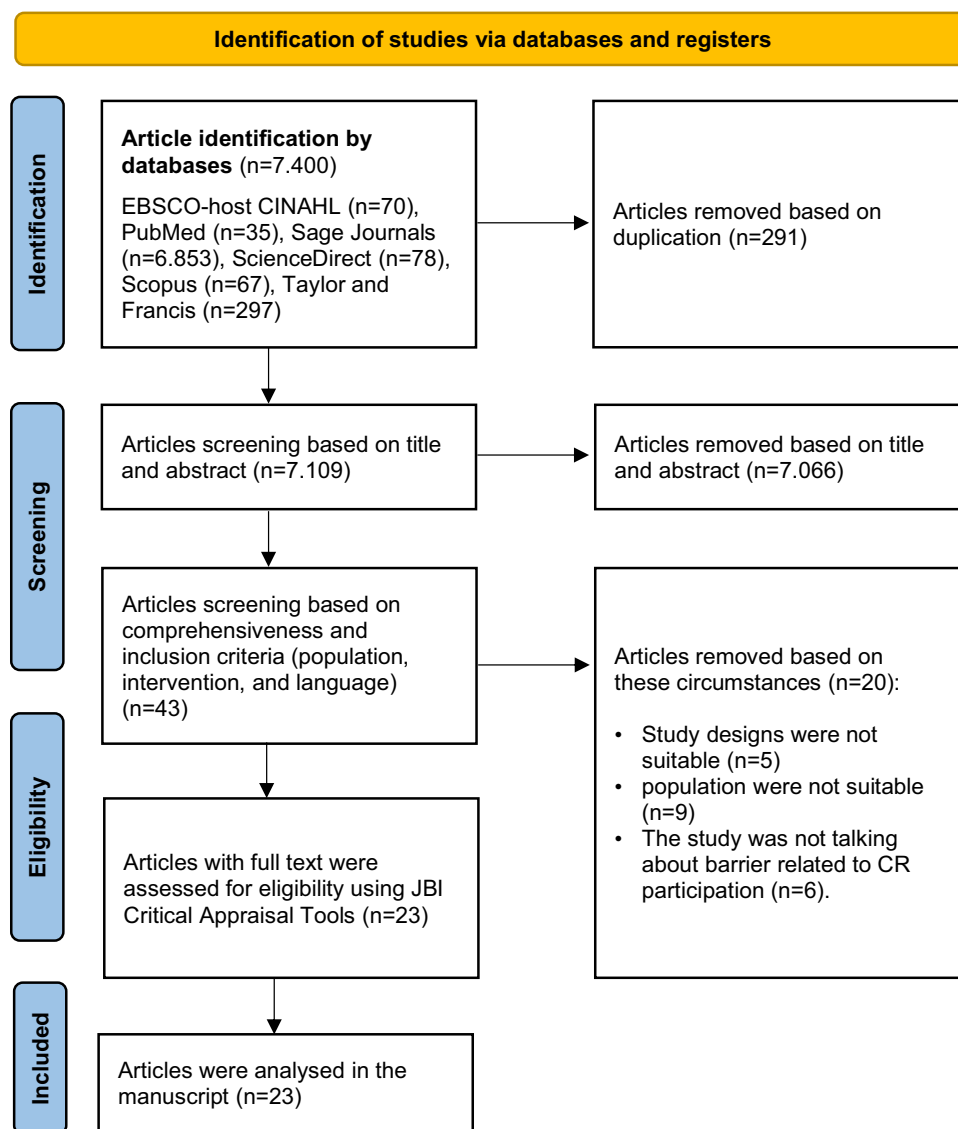 Identification of studies via databases and registers
Identification
Article identification by
databases (n=7.400)
EBSCO-host CINAHL (n=70),
PubMed (n=35), Sage Journals
(n=6.853), ScienceDirect (n=78),
Scopus (n=67), Taylor and
Francis (n=297)
Articles removed based on
duplication (n=291)
Screening
Articles screening based on title
and abstract (n=7.109)
Articles removed based on title
and abstract (n=7.066)
Articles screening based on
comprehensiveness and
inclusion criteria (population,
intervention, and language)
(n=43)
Articles removed based on
these circumstances (n=20):
• Study designs were not
suitable (n=5)
• population were not suitable
(n=9)
• The study was not talking
about barrier related to CR
participation (n=6).
Eligibility
Articles with full text were
assessed for eligibility using JBI
Critical Appraisal Tools (n=23)
Included
Articles were analysed in the
manuscript (n=23)